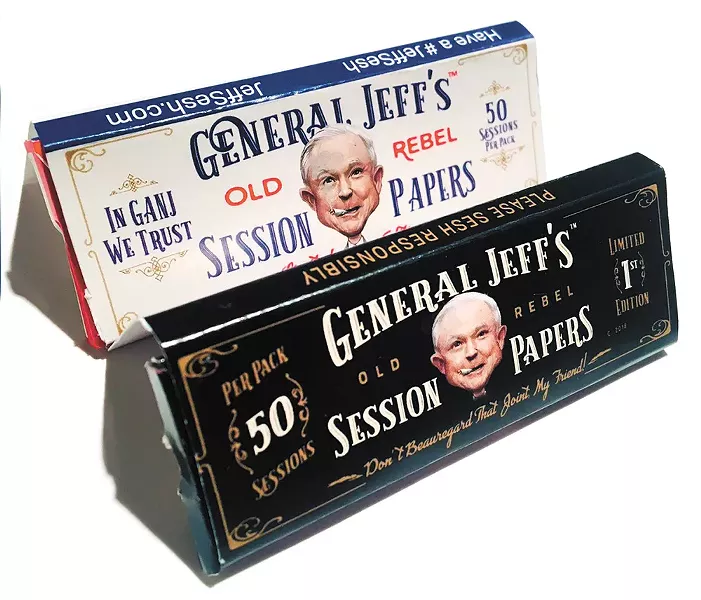 Have a #JeffSesh
JeffSesh.com
GENERAL JEFF'S™
OLD REBEL
SESSION PAPERS
IN GANJ
WE TRUST
50
SESSIONS
PER PACK
PLEASE SESH RESPONSIBLY
GENERAL JEFF'S™
OLD REBEL
SESSION PAPERS
Don't Beauregard That Joint My Friend!
PER PACK
50
SESSIONS
LIMITED
1ST
EDITION